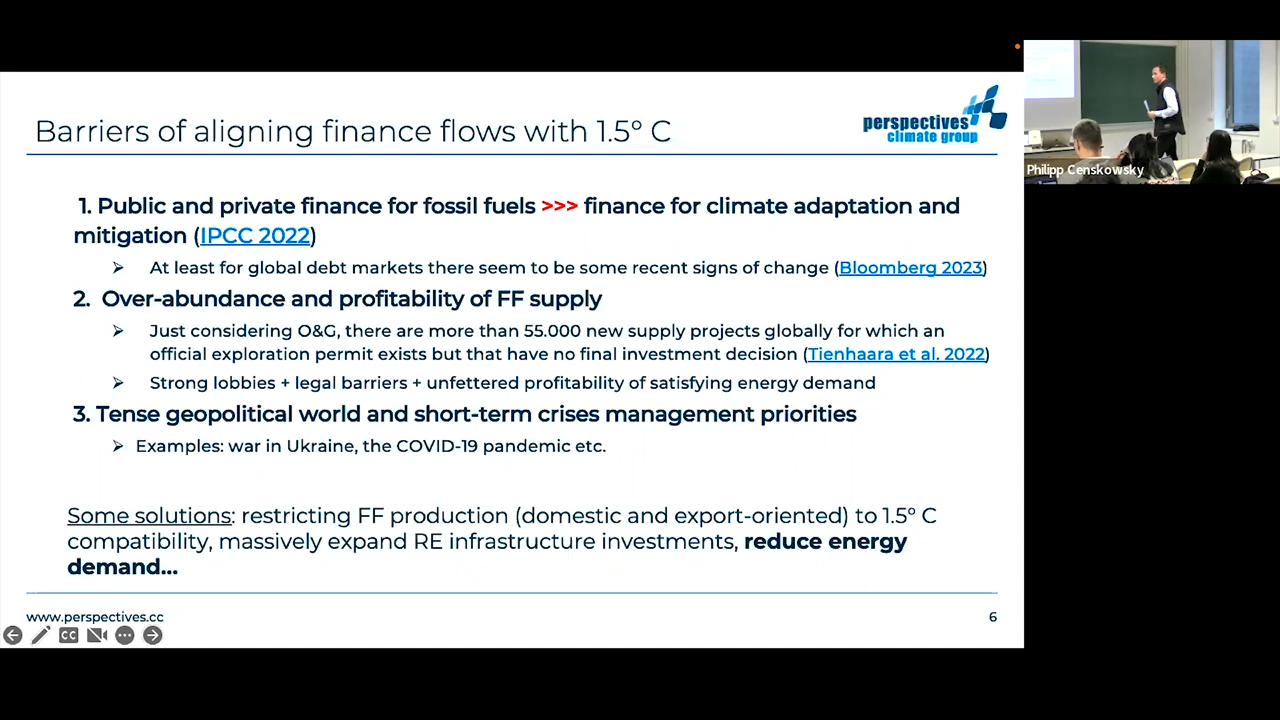 Barriers of aligning finance flows with 1.5° C
perspectives
climate group
Philipp Censkowsky
1. Public and private finance for fossil fuels >>> finance for climate adaptation and
mitigation (IPCC 2022)
➢ At least for global debt markets there seem to be some recent signs of change (Bloomberg 2023)
2. Over-abundance and profitability of FF supply
➢ Just considering O&G, there are more than 55.000 new supply projects globally for which an
official exploration permit exists but that have no final investment decision (Tienhaara et al. 2022)
➢ Strong lobbies + legal barriers + unfettered profitability of satisfying energy demand
3. Tense geopolitical world and short-term crises management priorities
➢ Examples: war in Ukraine, the COVID-19 pandemic etc.
Some solutions: restricting FF production (domestic and export-oriented) to 1.5° C
compatibility, massively expand RE infrastructure investments, reduce energy
demand...
www.perspectives.cc
6
CC